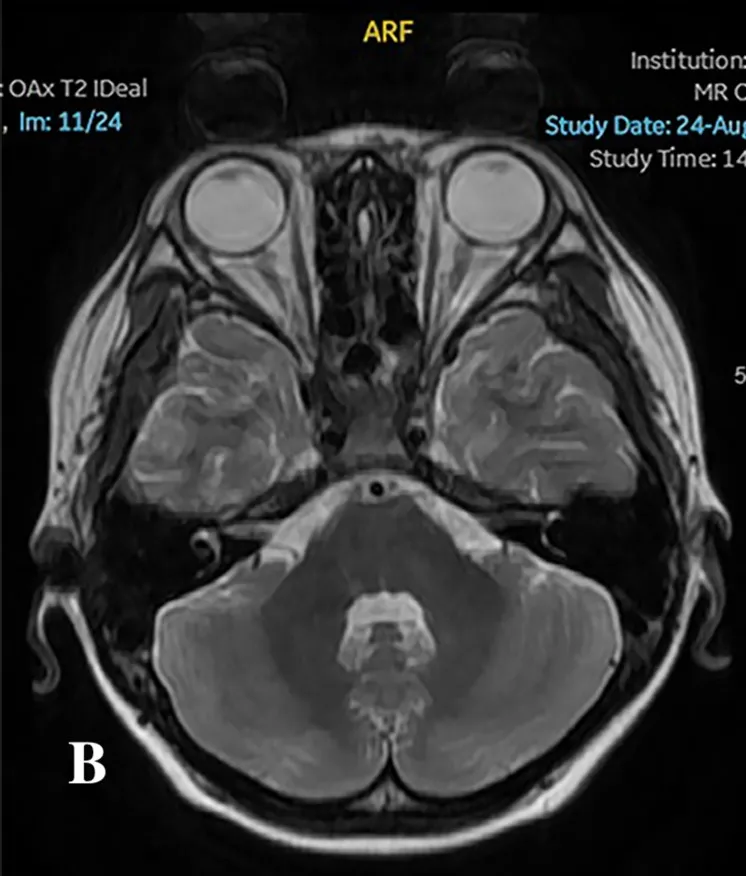 ARF
: OAx T2 IDeal
, Im: 11/24
Institution:
MR C
Study Date: 24-Aug
Study Time: 14
5
B